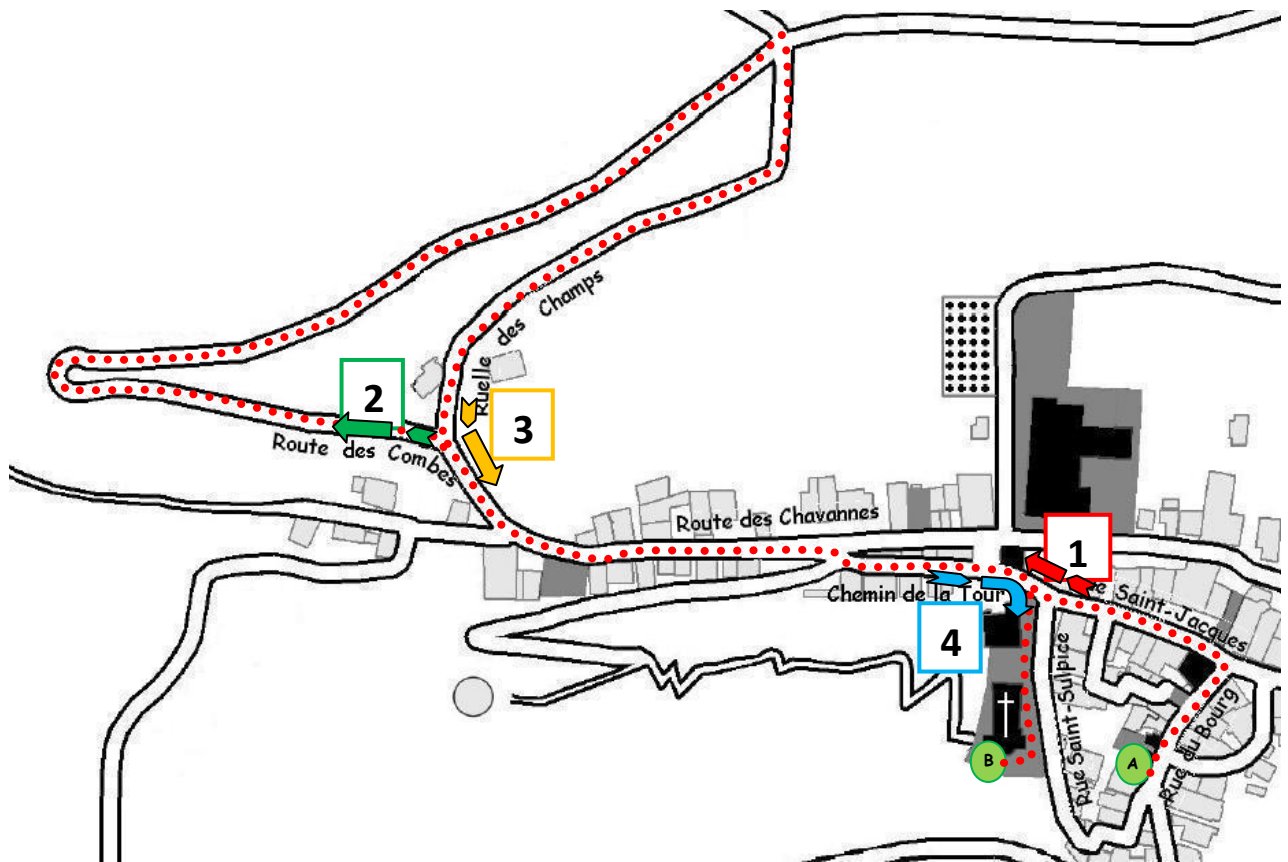 Ruelle des Champs
2
3
Route des Combes
Route des Chavannes
1
Saint-Jacques
Chemin de la Tour
4
Rue Saint-Sulpice
Rue du Bourg
B
A